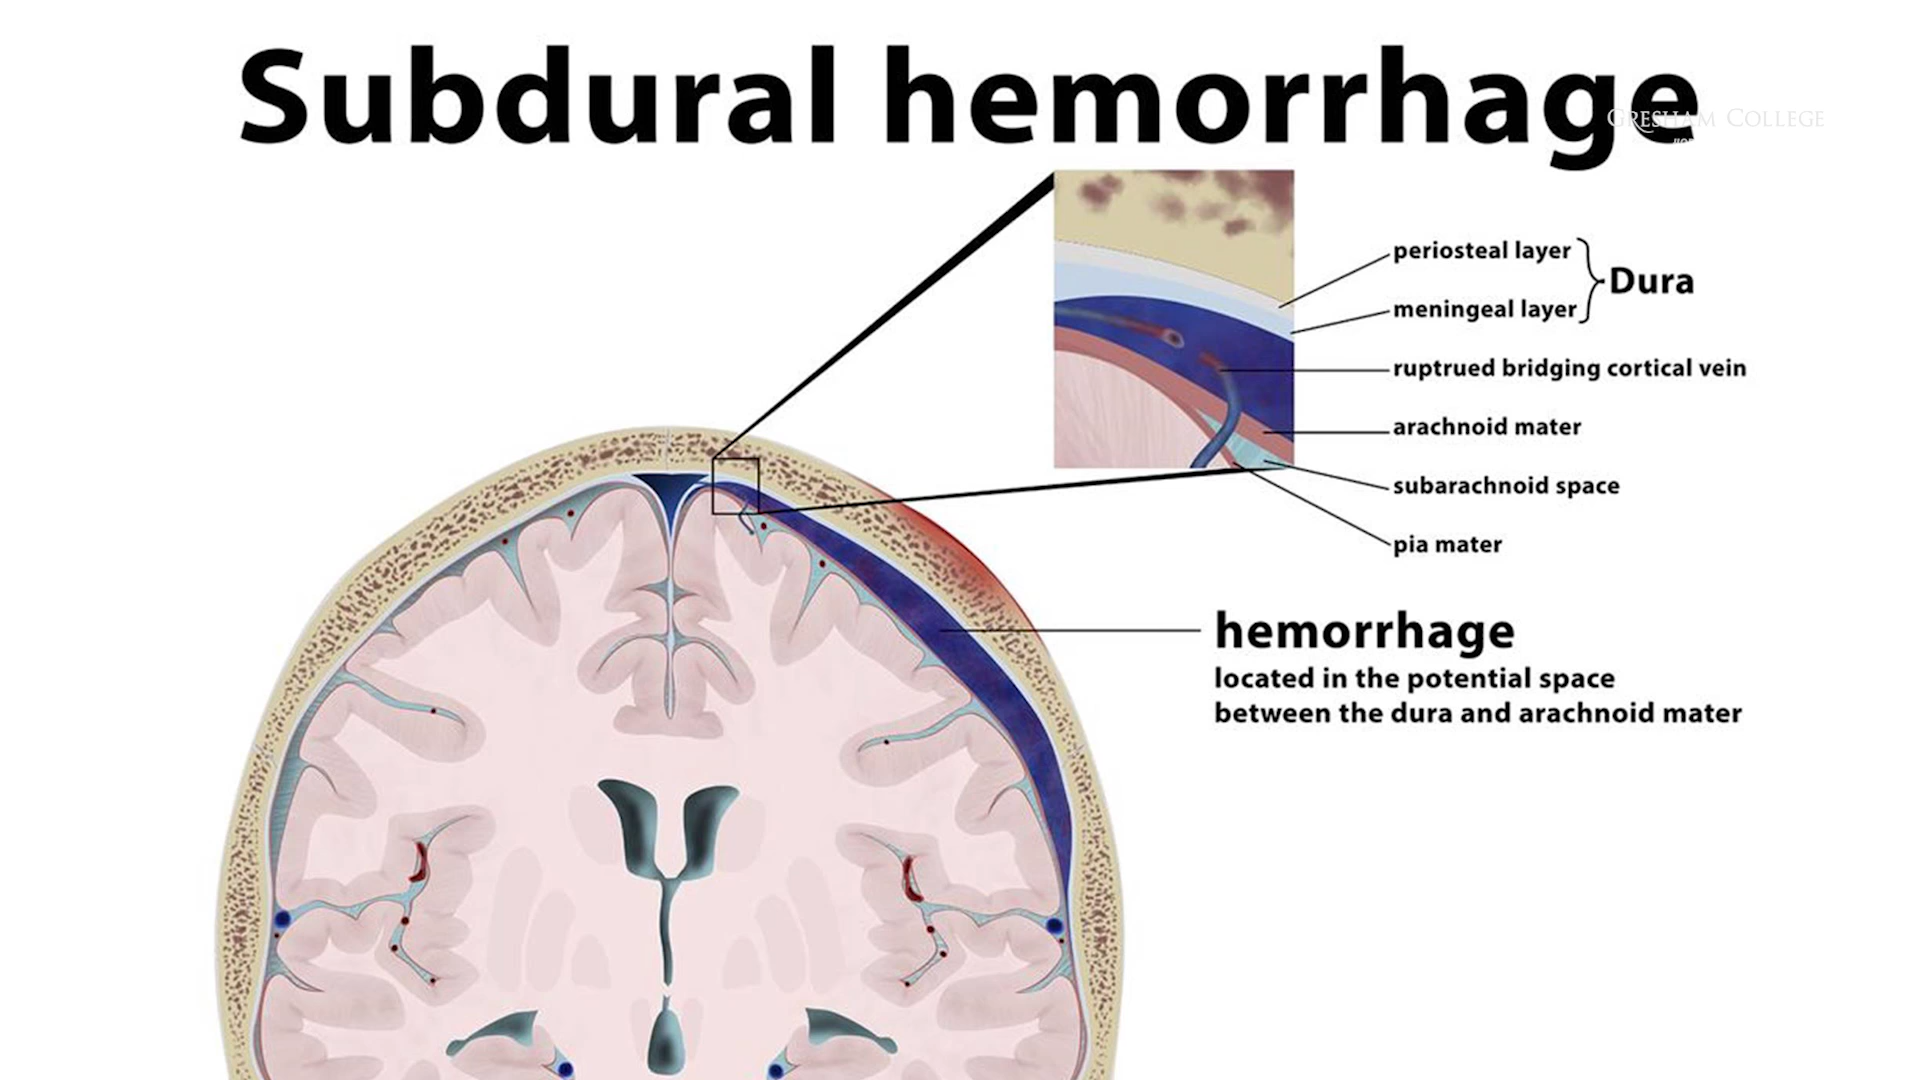 Subdural hemorrhage
GRESHAM COLLEGE
periosteal layer
meningeal layer
Dura
ruptrued bridging cortical vein
arachnoid mater
subarachnoid space
pia mater
hemorrhage
located in the potential space
between the dura and arachnoid mater